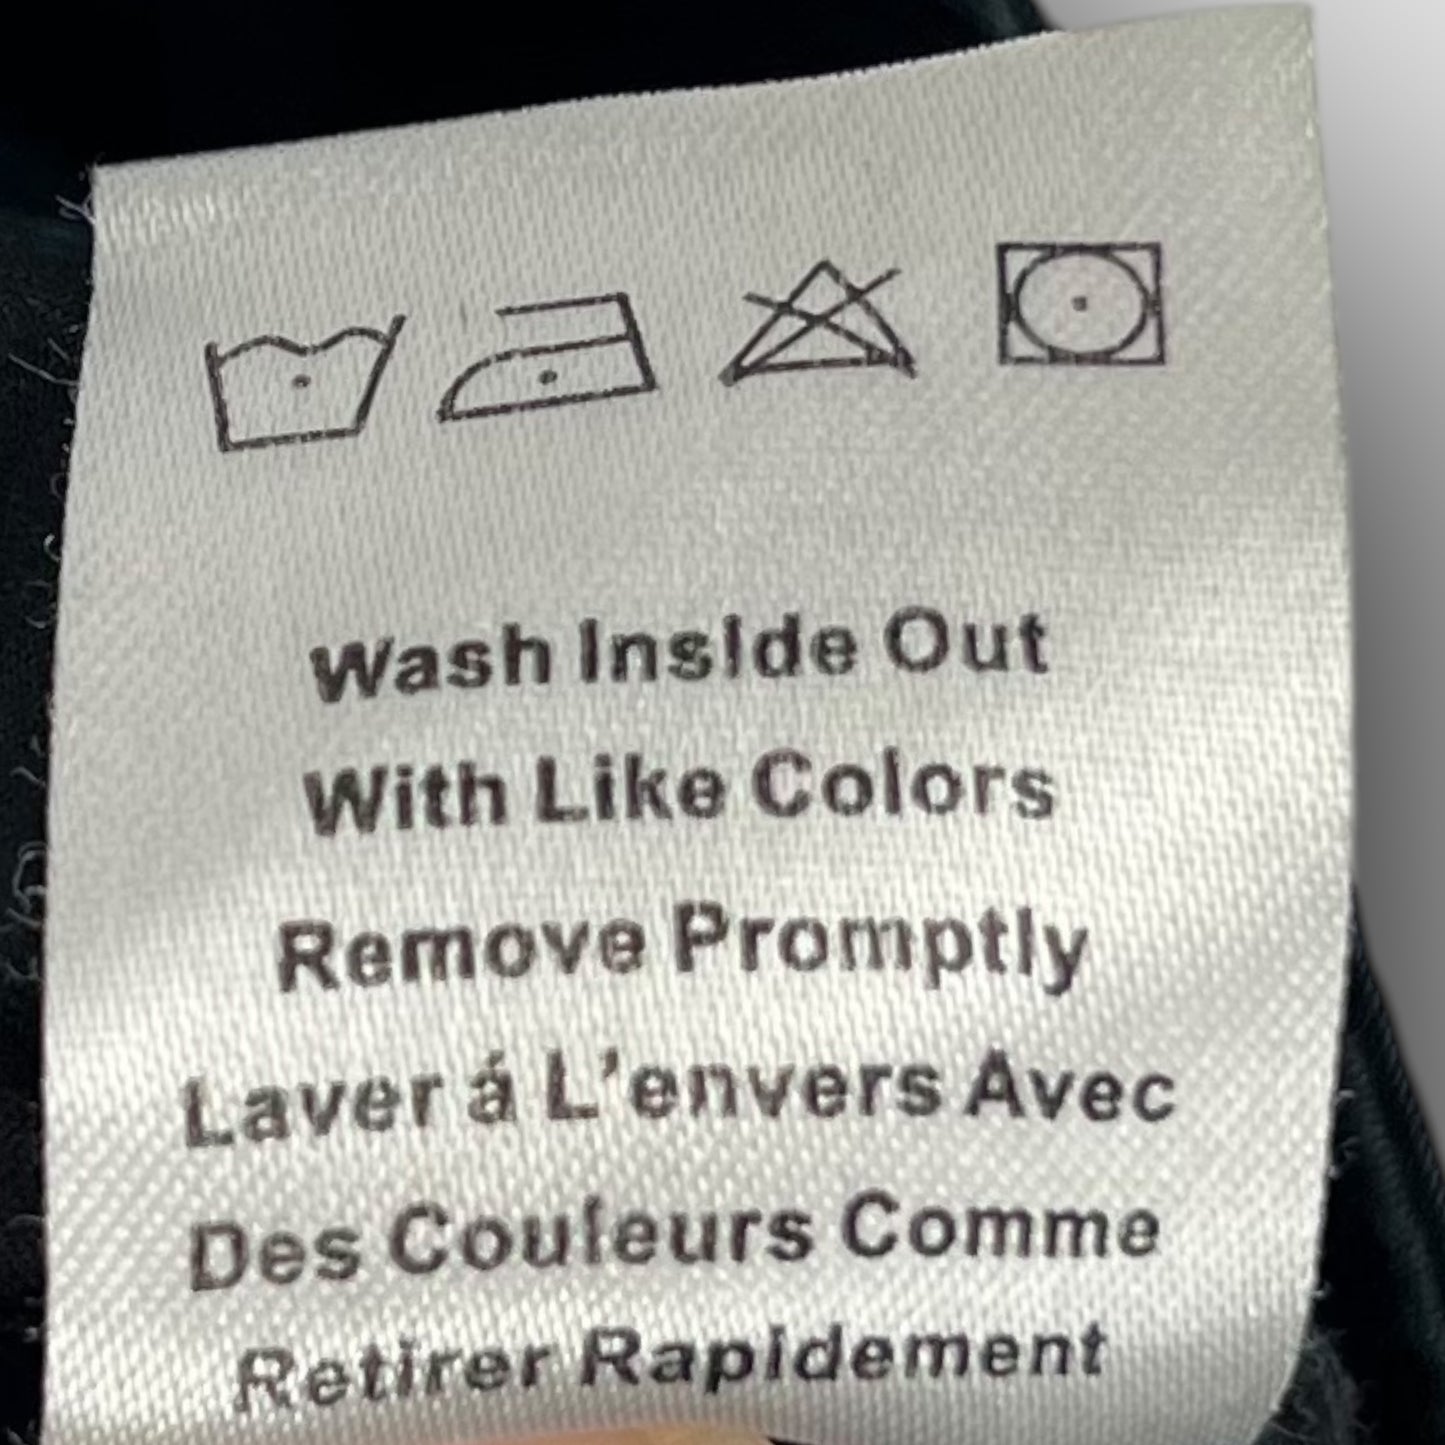 Wash Inside Out
With Like Colors
Remove Promptly
Laver á L'envers Avec
Des Couleurs Comme
Retirer Rapidement